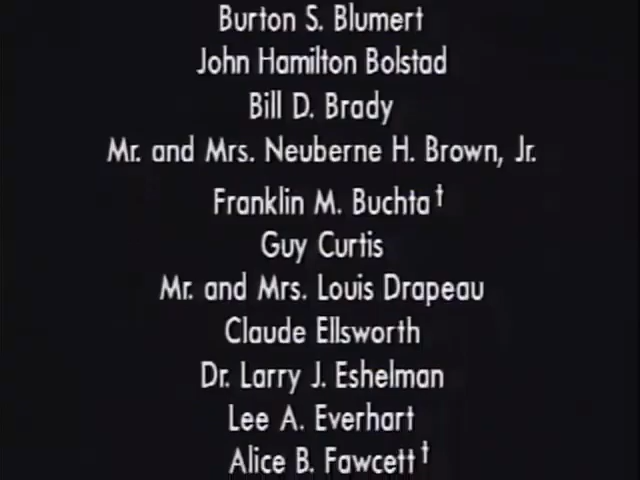 Burton S. Blumert
John Hamilton Bolstad
Bill D. Brady
Mr. and Mrs. Neuberne H. Brown, Jr.
Franklin M. Buchta†
Guy Curtis
Mr. and Mrs. Louis Drapeau
Claude Ellsworth
Dr. Larry J. Eshelman
Lee A. Everhart
Alice B. Fawcett†